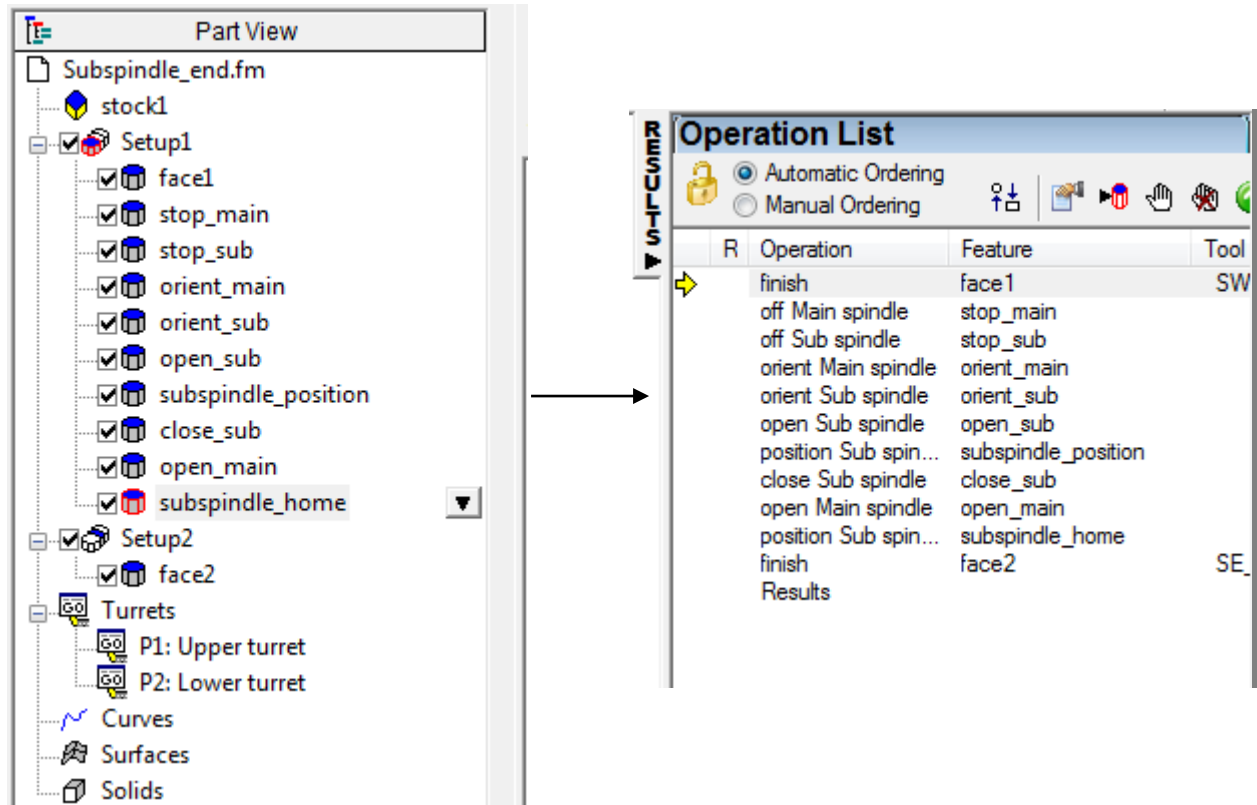 Part View
Subspindle_end.fm
stock1
Setup1
face1
stop_main
stop_sub
orient_main
orient_sub
open_sub
subspindle_position
close_sub
open_main
subspindle_home
Setup2
face2
GO Turrets
GO P1: Upper turret
GO P2: Lower turret
Curves
Surfaces
Solids
RESULTS
Operation List
Automatic Ordering
Manual Ordering
R Operation Feature Tool
finish face1 SW
off Main spindle stop_main
off Sub spindle stop_sub
orient Main spindle orient_main
orient Sub spindle orient_sub
open Sub spindle open_sub
position Sub spin... subspindle_position
close Sub spindle close_sub
open Main spindle open_main
position Sub spin... subspindle_home
finish face2 SE_
Results